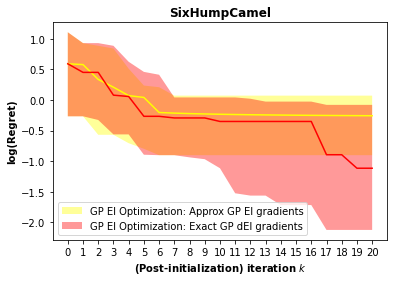 SixHumpCamel
log(Regret)
1.0
0.5
0.0
−0.5
−1.0
−1.5
−2.0
GP EI Optimization: Approx GP EI gradients
GP EI Optimization: Exact GP dEI gradients
0 1 2 3 4 5 6 7 8 9 10 11 12 13 14 15 16 17 18 19 20
(Post-initialization) iteration k